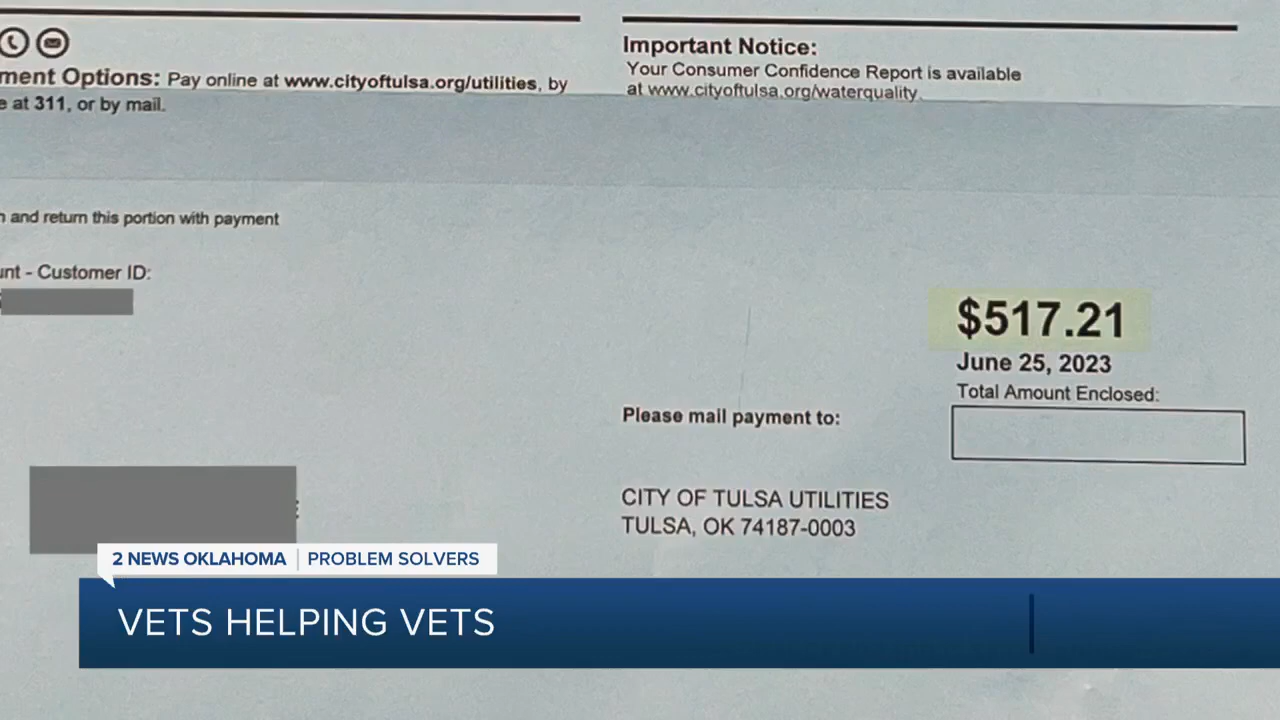 ment Options: Pay online at www.cityoftulsa.org/utilities, by
e at 311, or by mail.
Important Notice:
Your Consumer Confidence Report is available
at www.cityoftulsa.org/waterquality.
and return this portion with payment
unt - Customer ID:
$517.21
June 25, 2023
Total Amount Enclosed:
Please mail payment to:
CITY OF TULSA UTILITIES
TULSA, OK 74187-0003
2 NEWS OKLAHOMA | PROBLEM SOLVERS
VETS HELPING VETS